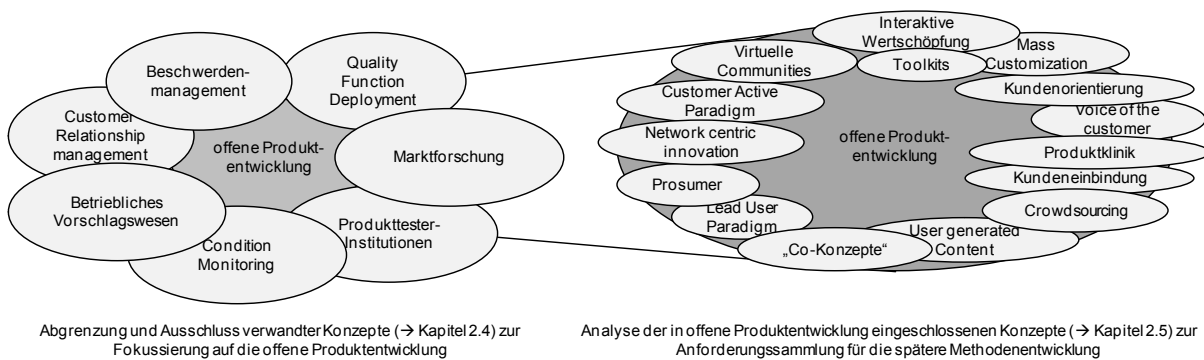 Beschwerden-
management
Quality
Function
Deployment
Customer
Relationship
management
offene Produkt-
entwicklung
Marktforschung
Betriebliches
Vorschlagswesen
Condition
Monitoring
Produkttester-
Institutionen
Abgrenzung und Ausschluss verwandter Konzepte (→ Kapitel 2.4) zur
Fokussierung auf die offene Produktentwicklung
Interaktive
Wertschöpfung
Virtuelle
Communities
Toolkits
Mass
Customization
Customer Active
Paradigm
Kundenorientierung
Voice of the
customer
Network centric
innovation
offene Produkt-
entwicklung
Produktklinik
Prosumer
Kundeneinbindung
Lead User
Paradigm
Crowdsourcing
User generated
Content
„Co-Konzepte“
Analyse der in offene Produktentwicklung eingeschlossenen Konzepte (→ Kapitel 2.5) zur
Anforderungssammlung für die spätere Methodenentwicklung